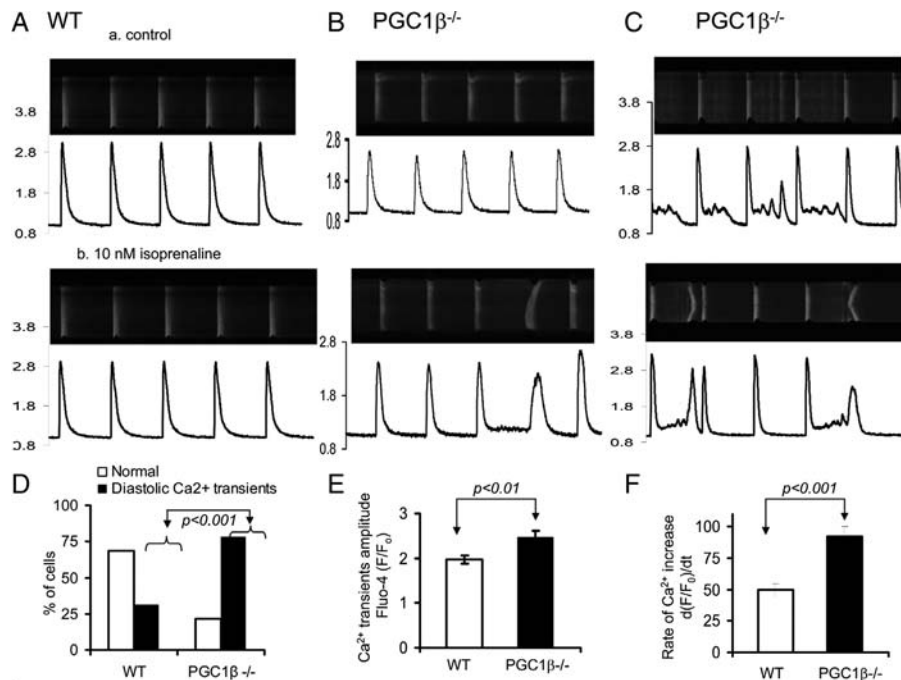 A WT
B PGC1β-/-
C PGC1β-/-
a. control
3.8
2.8
1.8
0.8
2.8
1.8
0.8
3.8
2.8
1.8
0.8
b. 10 nM isoprenaline
3.8
2.8
1.8
3.8
2.8
1.8
0.8
3.8
2.8
1.8
0.8
D
Normal
Diastolic Ca2+ transients
p<0.001
100
75
50
25
0
% of cells
WT PGC1β -/-
E
p<0.01
3
2
1
0
Ca²⁺ transients amplitude
Fluo-4 (F/F₀)
WT PGC1β-/-
F
p<0.001
100
75
50
25
0
Rate of Ca²⁺ increase
d(F/F₀)/dt
WT PGC1β-/-